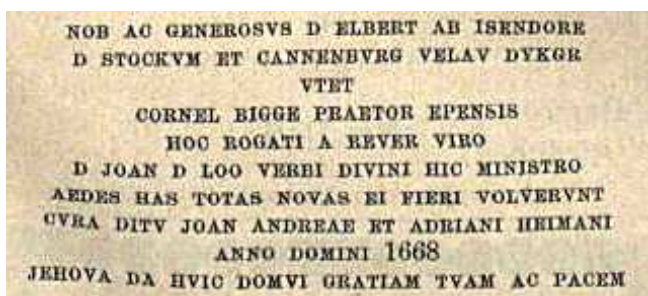 NOB AC GENEROSVS D ELBERT AB ISENDORE
D STOCKVM ET CANNENBVRG VELAV DYKGR
VTET
CORNEL BIGGE PRAETOR EPENSIS
HOC ROGATI A REVER VIRO
D JOAN D LOO VERBI DIVINI HIC MINISTRO
AEDES HAS TOTAS NOVAS EI FIERI VOLVERVNT
CVRA DITV JOAN ANDREAE ET ADRIANI HEIMANI
ANNO DOMINI 1668
JEHOVA DA HVIC DOMVI GRATIAM TVAM AC PACEM